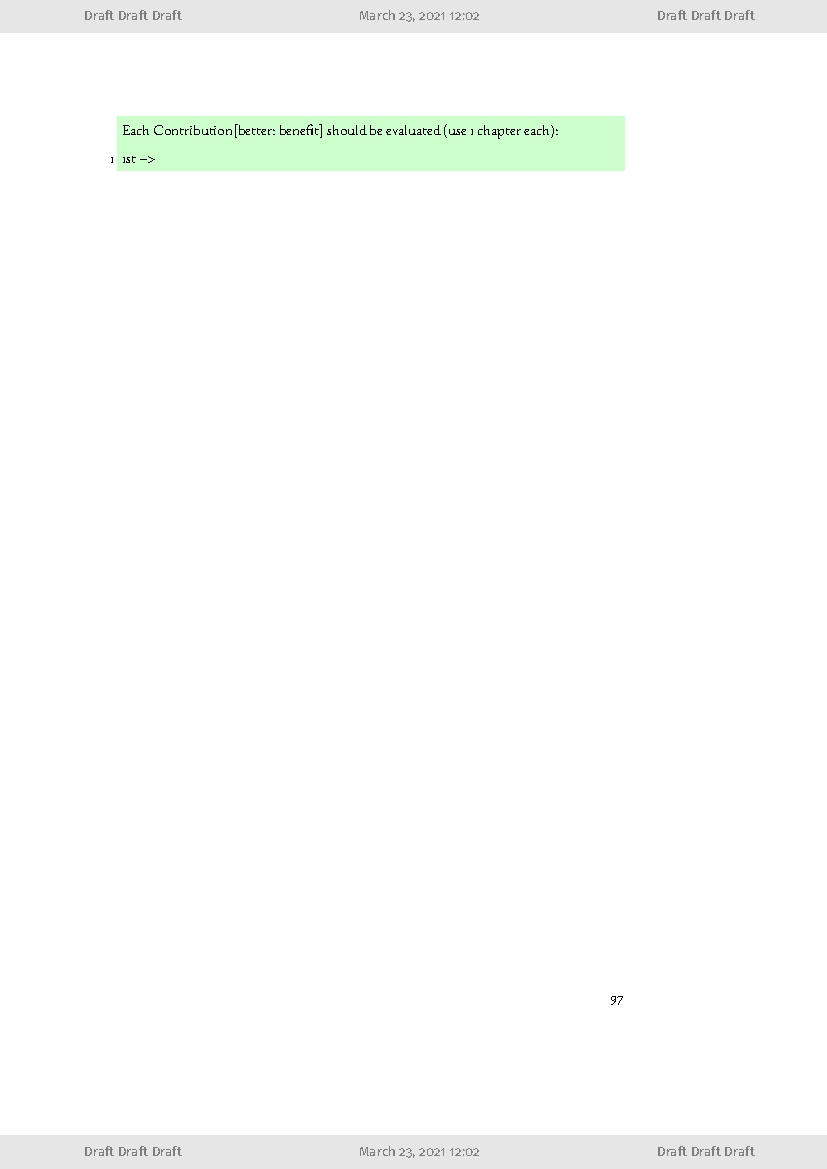 Draft Draft Draft March 23, 2021 12:02 Draft Draft Draft
Each Contribution[better: benefit] should be evaluated (use 1 chapter each):
1 1st –>
97
Draft Draft Draft March 23, 2021 12:02 Draft Draft Draft